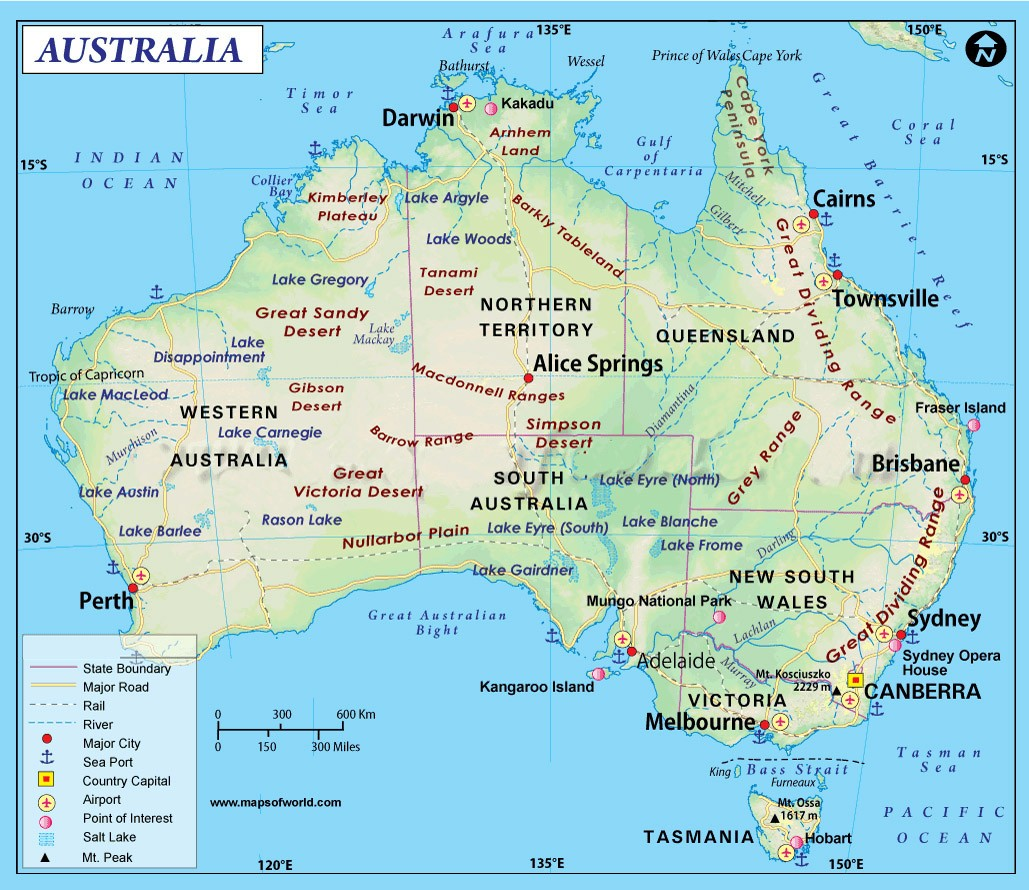 AUSTRALIA
135°E
150°E
N
Arafura
Sea
Bathurst
Wessel
Prince of Wales
Cape York
Timor
Sea
Darwin
Kakadu
Arnhem
Land
Cape York
Peninsula
Gulf
of
Carpentaria
Great Barrier Reef
Coral
Sea
15°S
15°S
INDIAN
OCEAN
Collier
Bay
Kimberley
Plateau
Lake Argyle
Mitchell
Gilbert
Cairns
Lake Woods
Barkly Tableland
Lake Gregory
Tanami
Desert
Great Dividing Range
Townsville
Barrow
Great Sandy
Desert
Lake
Mackay
NORTHERN
TERRITORY
QUEENSLAND
Lake
Disappointment
Alice Springs
Tropic of Capricorn
Lake MacLeod
Gibson
Desert
Macdonnell Ranges
Diamantina
Fraser Island
WESTERN
AUSTRALIA
Murchison
Lake Carnegie
Barrow Range
Simpson
Desert
Grey Range
Brisbane
Great
Victoria Desert
SOUTH
AUSTRALIA
Lake Eyre (North)
Lake Austin
Lake Barlee
Rason Lake
Nullarbor Plain
Lake Eyre (South)
Lake Blanche
Great Dividing Range
30°S
30°S
Lake Frome
Darling
Lake Gairdner
NEW SOUTH
WALES
Perth
Mungo National Park
Great Australian
Bight
Lachlan
Sydney
Adelaide
Murray
Sydney Opera
House
Mt. Kosciuszko
2229 m
Kangaroo Island
VICTORIA
CANBERRA
Melbourne
State Boundary
Major Road
Rail
River
Major City
Sea Port
Country Capital
Airport
Point of Interest
Salt Lake
Mt. Peak
0 300 600 Km
0 150 300 Miles
www.mapsofworld.com
King
Bass Strait
Furneaux
Tasman
Sea
Mt. Ossa
1617 m
TASMANIA
Hobart
PACIFIC
OCEAN
120°E
135°E
150°E